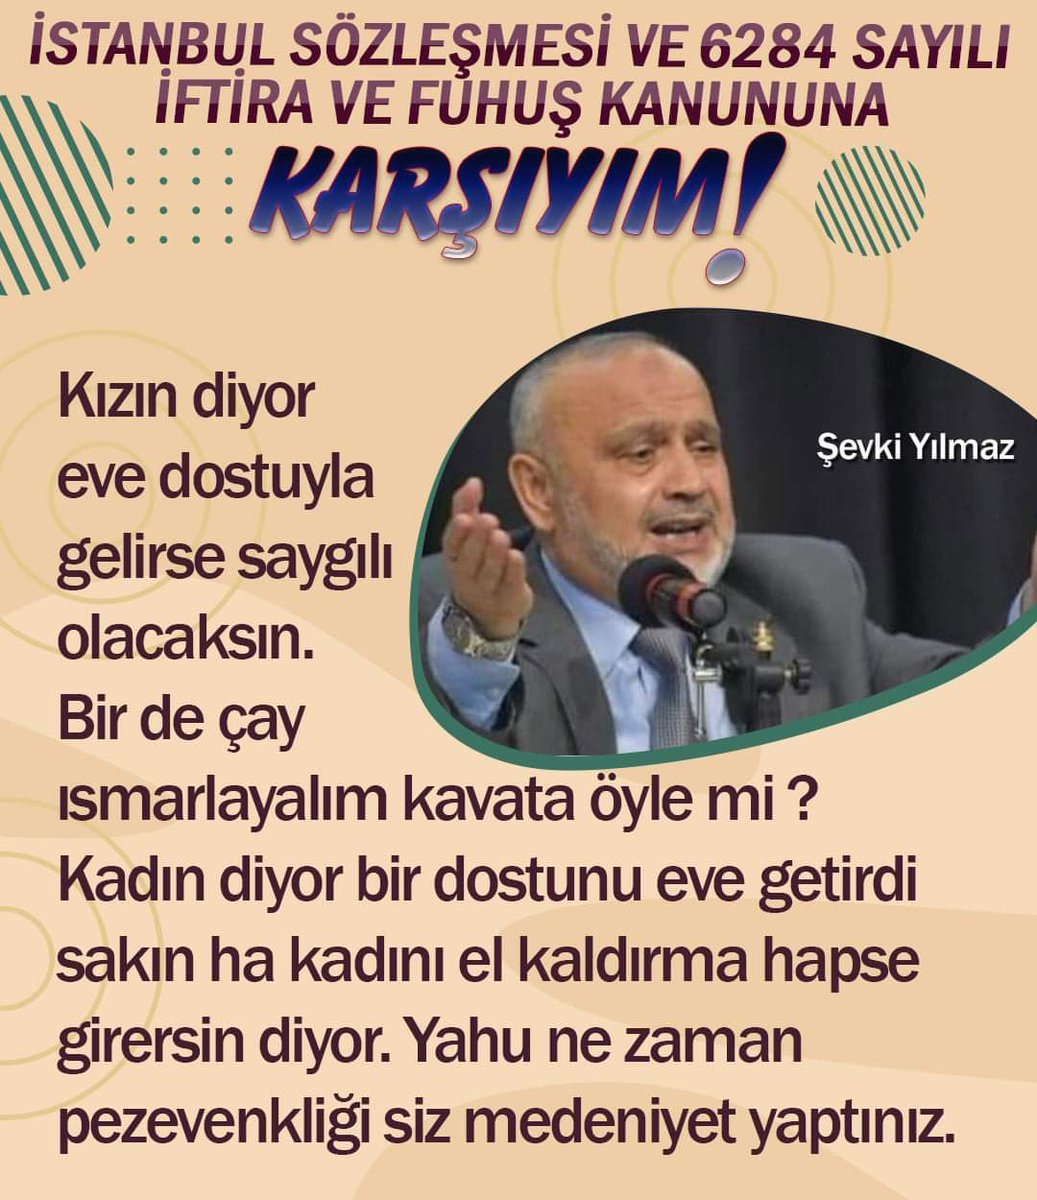 İSTANBUL SÖZLEŞMESİ VE 6284 SAYILI
İFTİRA VE FUHUŞ KANUNUNA
KARŞIYIM!
Şevki Yılmaz
Kızın diyor
eve dostuyla
gelirse saygılı
olacaksın.
Bir de çay
ısmarlayalım kavata öyle mi ?
Kadın diyor bir dostunu eve getirdi
sakın ha kadını el kaldırma hapse
girersin diyor. Yahu ne zaman
pezevenkliği siz medeniyet yaptınız.